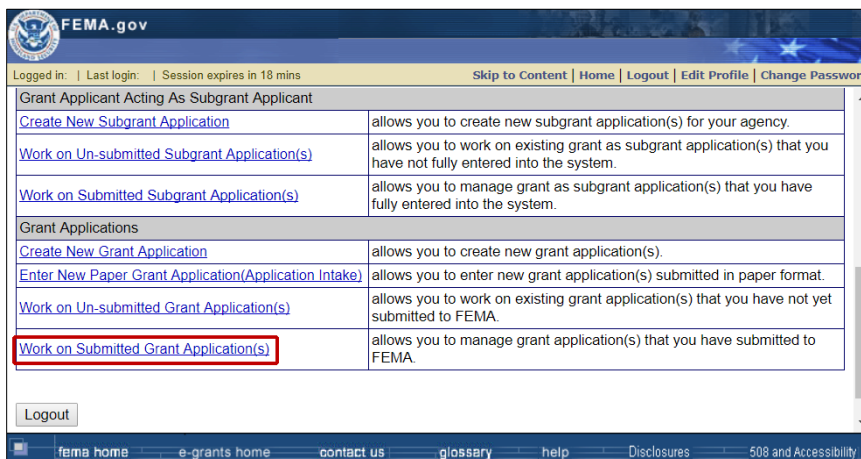 FEMA.gov
Logged in: | Last login: | Session expires in 18 mins
Skip to Content | Home | Logout | Edit Profile | Change Passwor
Grant Applicant Acting As Subgrant Applicant
Create New Subgrant Application
allows you to create new subgrant application(s) for your agency.
Work on Un-submitted Subgrant Application(s)
allows you to work on existing grant as subgrant application(s) that you
have not fully entered into the system.
Work on Submitted Subgrant Application(s)
allows you to manage grant as subgrant application(s) that you have
fully entered into the system.
Grant Applications
Create New Grant Application
allows you to create new grant application(s).
Enter New Paper Grant Application(Application Intake)
allows you to enter new grant application(s) submitted in paper format.
Work on Un-submitted Grant Application(s)
allows you to work on existing grant application(s) that you have not yet
submitted to FEMA.
Work on Submitted Grant Application(s)
allows you to manage grant application(s) that you have submitted to
FEMA.
Logout
fema home
e-grants home
contact us
glossary
help
Disclosures
508 and Accessibility